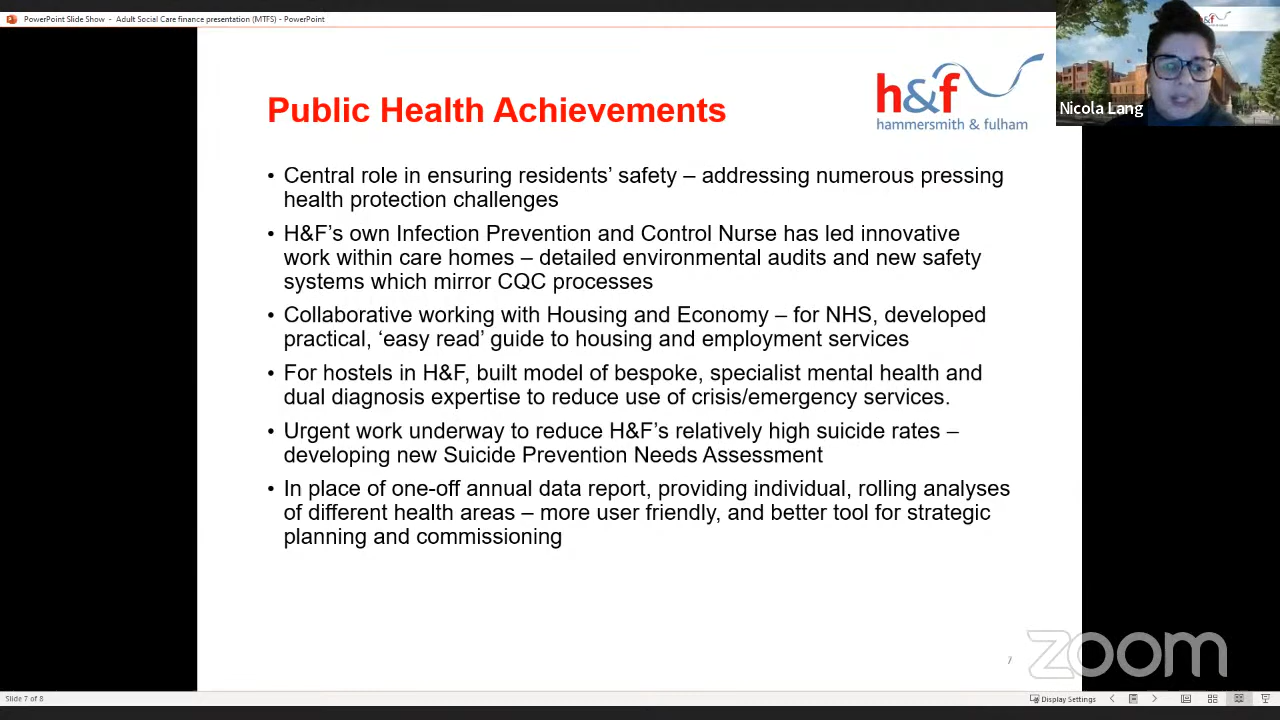 PowerPoint Slide Show - Adult Social Care finance presentation (MTFS) - PowerPoint
h&f
Nicola Lang
Public Health Achievements
h&f
hammersmith & fulham
• Central role in ensuring residents’ safety – addressing numerous pressing
health protection challenges
• H&F’s own Infection Prevention and Control Nurse has led innovative
work within care homes – detailed environmental audits and new safety
systems which mirror CQC processes
• Collaborative working with Housing and Economy – for NHS, developed
practical, ‘easy read’ guide to housing and employment services
• For hostels in H&F, built model of bespoke, specialist mental health and
dual diagnosis expertise to reduce use of crisis/emergency services.
• Urgent work underway to reduce H&F’s relatively high suicide rates –
developing new Suicide Prevention Needs Assessment
• In place of one-off annual data report, providing individual, rolling analyses
of different health areas – more user friendly, and better tool for strategic
planning and commissioning
7
zoom
Slide 7 of 8
Display Settings